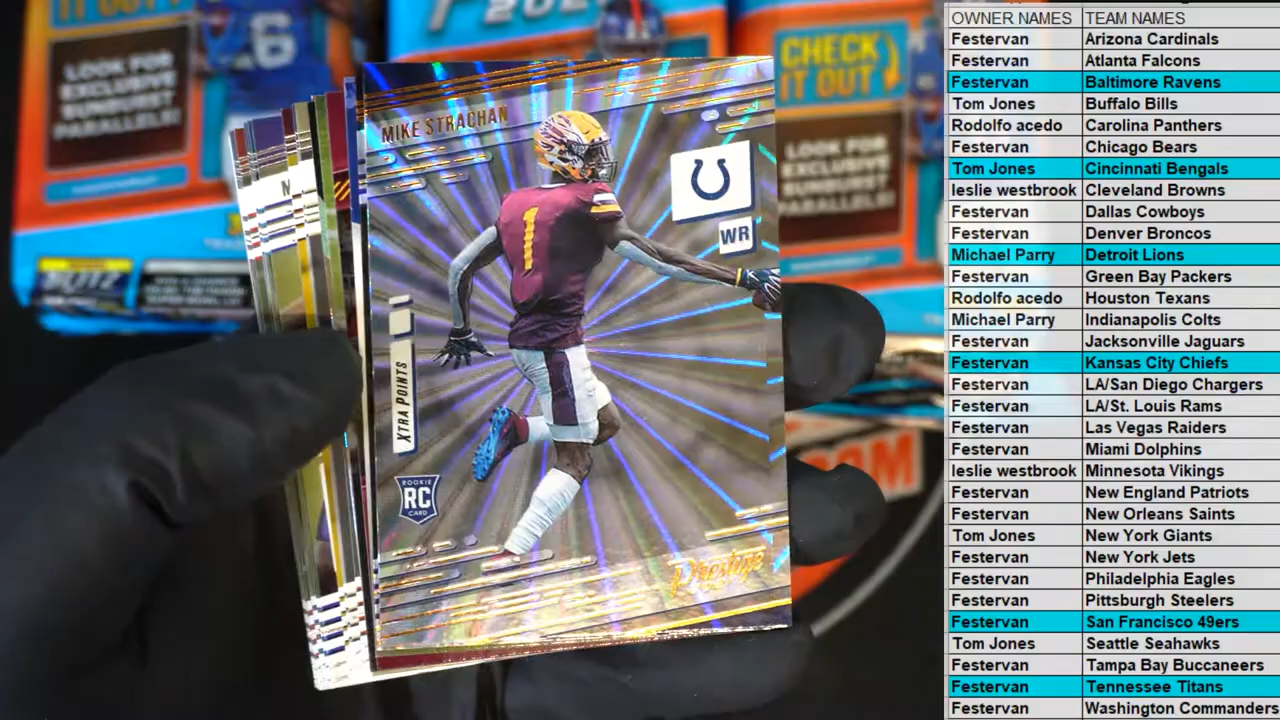 IT OUT!
LOOK FOR
EXCLUSIVE
SUNBURST
PARALLELS!
6
202
CHECK
IT OUT
LOOK FOR
EXCLUSIVE
SUNBURST
PARALLELS!
BLITZ
MIKE STRACHAN
WR
1
XTRA POINTS
ROOKIE
RC
CARD
Prestige
OWNER NAMES TEAM NAMES
Festervan Arizona Cardinals
Festervan Atlanta Falcons
Festervan Baltimore Ravens
Tom Jones Buffalo Bills
Rodolfo acedo Carolina Panthers
Festervan Chicago Bears
Tom Jones Cincinnati Bengals
leslie westbrook Cleveland Browns
Festervan Dallas Cowboys
Festervan Denver Broncos
Michael Parry Detroit Lions
Festervan Green Bay Packers
Rodolfo acedo Houston Texans
Michael Parry Indianapolis Colts
Festervan Jacksonville Jaguars
Festervan Kansas City Chiefs
Festervan LA/San Diego Chargers
Festervan LA/St. Louis Rams
Festervan Las Vegas Raiders
Festervan Miami Dolphins
leslie westbrook Minnesota Vikings
Festervan New England Patriots
Festervan New Orleans Saints
Tom Jones New York Giants
Festervan New York Jets
Festervan Philadelphia Eagles
Festervan Pittsburgh Steelers
Festervan San Francisco 49ers
Tom Jones Seattle Seahawks
Festervan Tampa Bay Buccaneers
Festervan Tennessee Titans
Festervan Washington Commanders